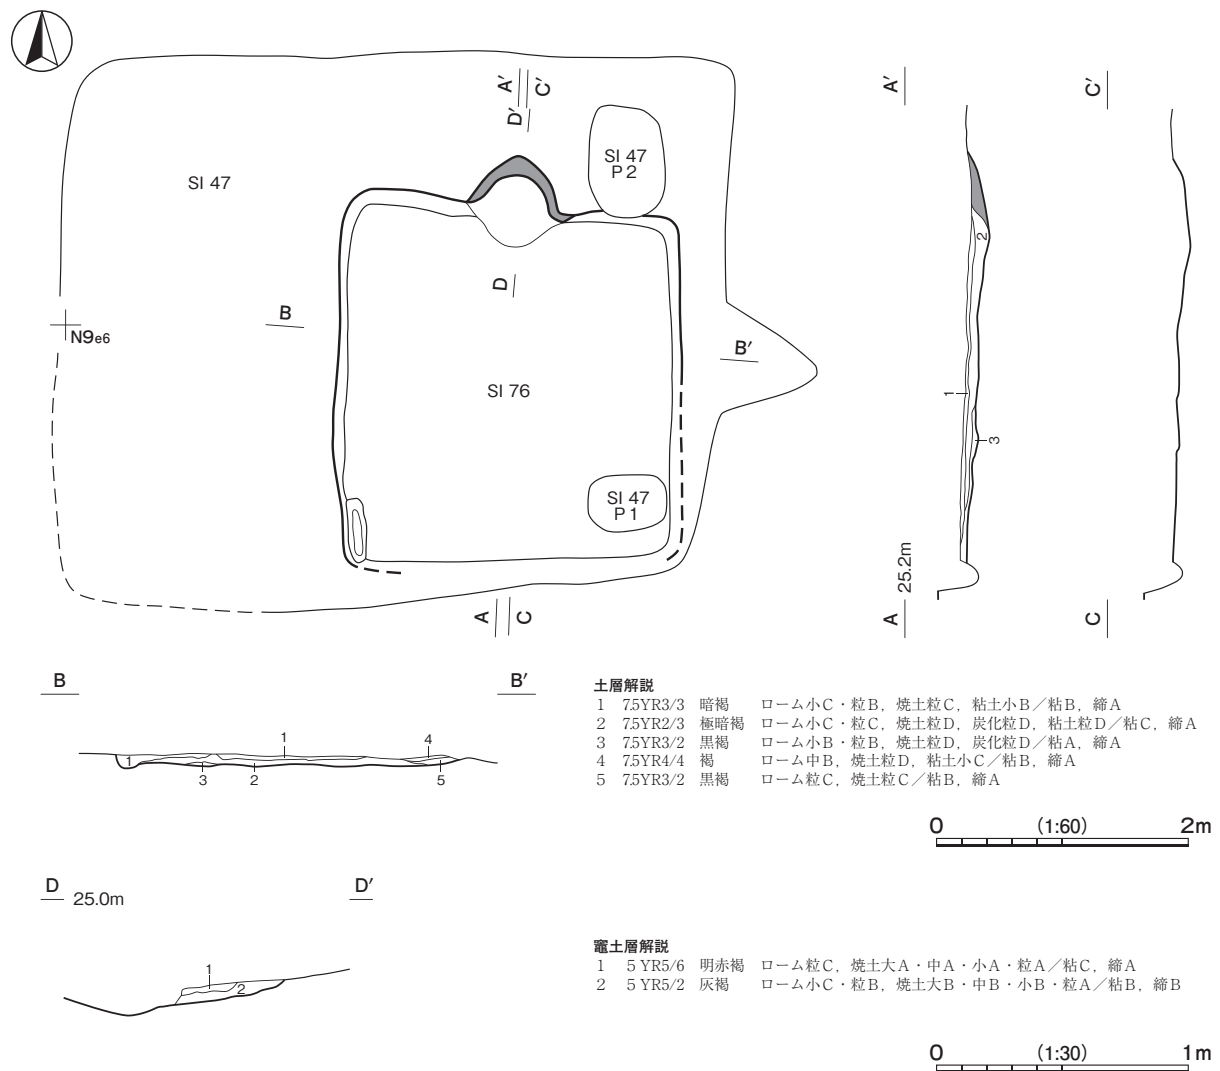 A′
C′
D′
SI 47
P 2
SI 47
D
B
N9e6
B′
SI 76
SI 47
P 1
A
C
A′
C′
2
1
3
25.2m
A
C
B
B′
1
4
1
3
2
5
土層解説
1 7.5YR3/3 暗褐 ローム小C・粒B，焼土粒C，粘土小B／粘B，締A
2 7.5YR2/3 極暗褐 ローム小C・粒C，焼土粒D，炭化粒D，粘土粒D／粘C，締A
3 7.5YR3/2 黒褐 ローム小B・粒B，焼土粒D，炭化粒D／粘A，締A
4 7.5YR4/4 褐 ローム中B，焼土粒D，粘土小C／粘B，締A
5 7.5YR3/2 黒褐 ローム粒C，焼土粒C／粘B，締A
0 (1:60) 2m
D 25.0m
D′
1
2
竈土層解説
1 5 YR5/6 明赤褐 ローム粒C，焼土大A・中A・小A・粒A／粘C，締A
2 5 YR5/2 灰褐 ローム小C・粒B，焼土大B・中B・小B・粒A／粘B，締B
0 (1:30) 1m